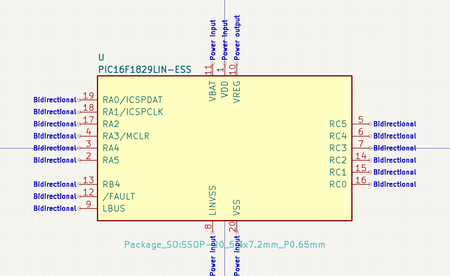 Power input
Power input
Power output
U
PIC16F1829LIN-ESS
11
1
10
VBAT
VDD
VREG
Bidirectional 19 RA0/ICSPDAT
Bidirectional 18 RA1/ICSPCLK
Bidirectional 17 RA2
Bidirectional 4 RA3/MCLR
Bidirectional 3 RA4
Bidirectional 2 RA5
Bidirectional 13 RB4
Bidirectional 12 /FAULT
Bidirectional 9 LBUS
RC5 5 Bidirectional
RC4 6 Bidirectional
RC3 7 Bidirectional
RC2 14 Bidirectional
RC1 15 Bidirectional
RC0 16 Bidirectional
LINVSS
VSS
8
20
Package_SO:SSOP-20_5.3x7.2mm_P0.65mm
Power input
Power input